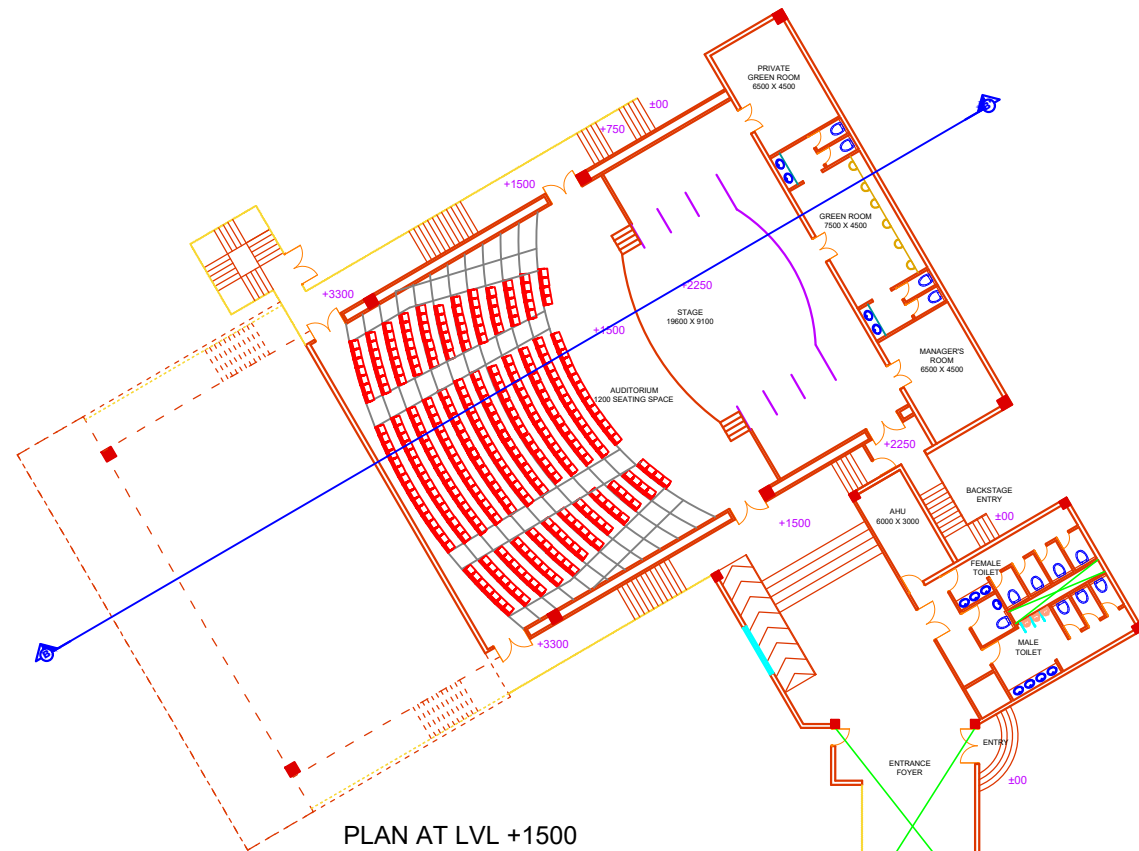 PRIVATE
GREEN ROOM
6500 X 4500
±00
+750
+1500
GREEN ROOM
7500 X 4500
+3300
+2250
STAGE
19600 X 9100
+1500
MANAGER'S
ROOM
6500 X 4500
AUDITORIUM
1200 SEATING SPACE
+2250
BACKSTAGE
ENTRY
±00
AHU
6000 X 3000
+1500
FEMALE
TOILET
+3300
MALE
TOILET
ENTRY
ENTRANCE
FOYER
±00
PLAN AT LVL +1500